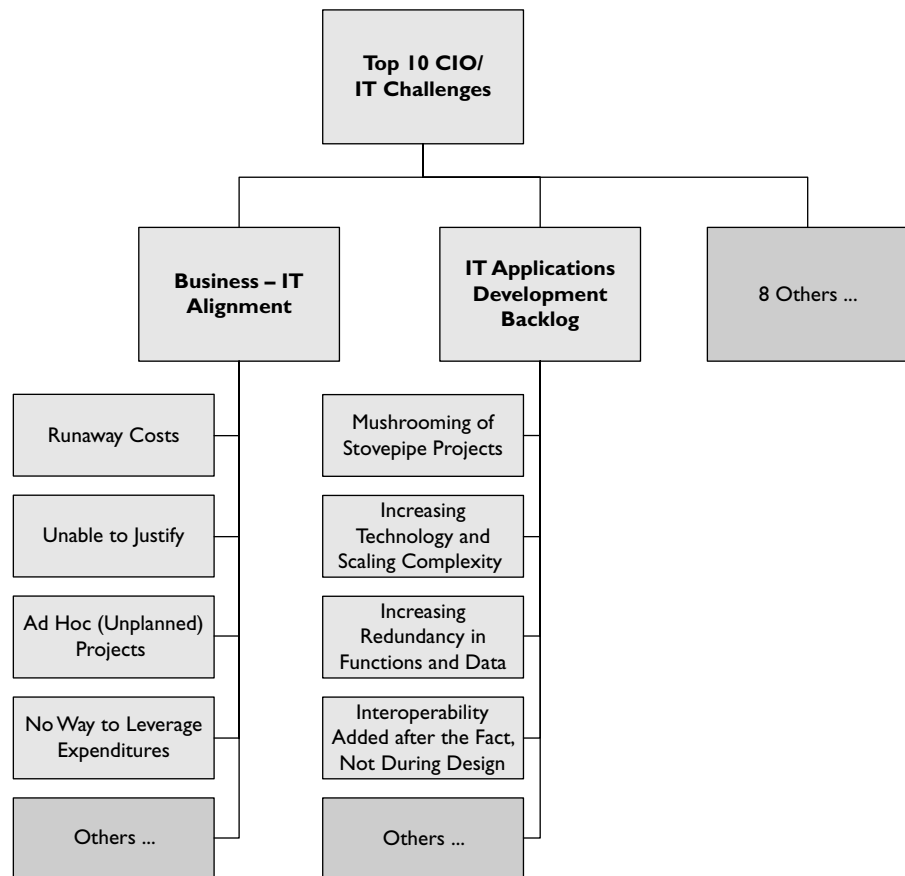 Top 10 CIO/
IT Challenges
Business – IT
Alignment
IT Applications
Development
Backlog
8 Others ...
Runaway Costs
Unable to Justify
Ad Hoc (Unplanned)
Projects
No Way to Leverage
Expenditures
Others ...
Mushrooming of
Stovepipe Projects
Increasing
Technology and
Scaling Complexity
Increasing
Redundancy in
Functions and Data
Interoperability
Added after the Fact,
Not During Design
Others ...